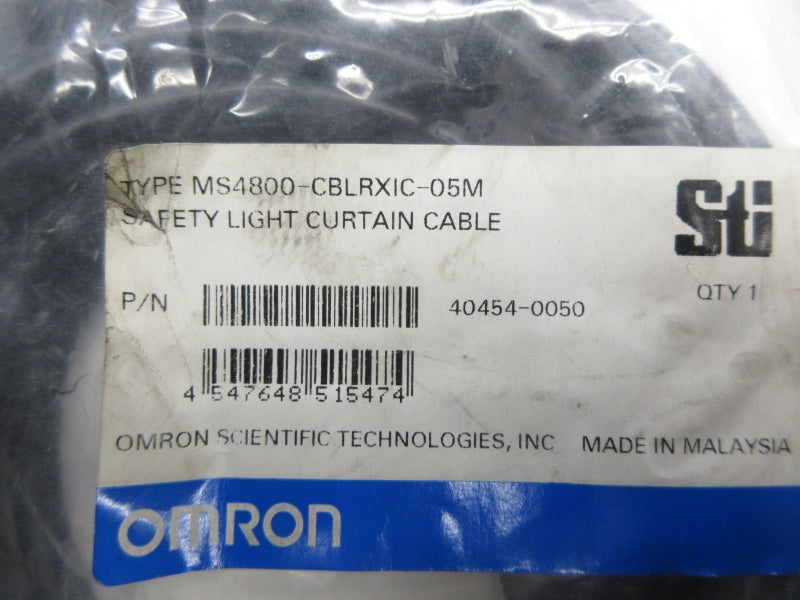 TYPE MS4800-CBLRXIC-05M
SAFETY LIGHT CURTAIN CABLE
Sti
P/N 40454-0050
QTY 1
4 547648 515474
OMRON SCIENTIFIC TECHNOLOGIES, INC MADE IN MALAYSIA
OMRON